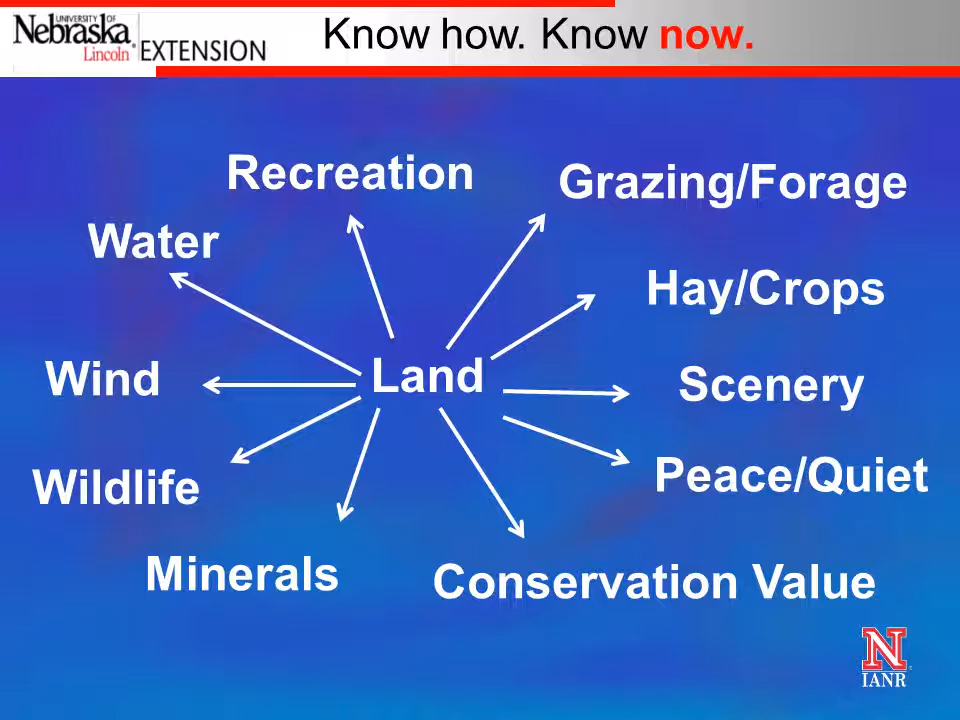 UNIVERSITY OF
Nebraska
Lincoln
EXTENSION
Know how. Know now.
Recreation
Grazing/Forage
Water
Hay/Crops
Land
Wind
Scenery
Wildlife
Peace/Quiet
Minerals
Conservation Value
N
IANR